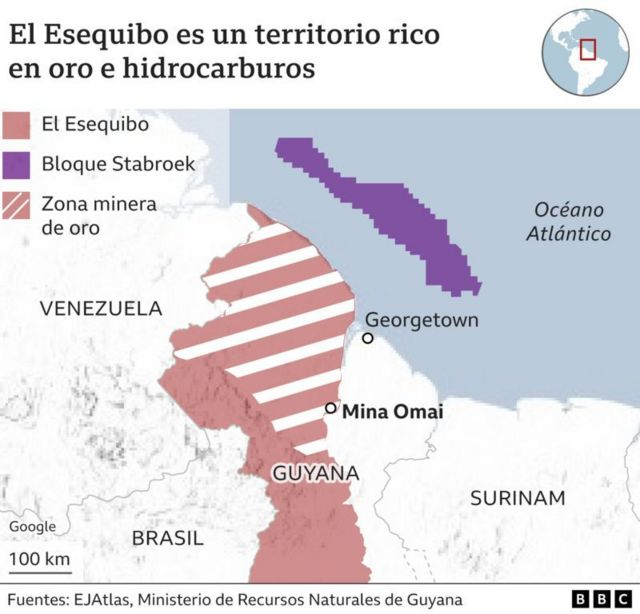 El Esequibo es un territorio rico
en oro e hidrocarburos
El Esequibo
Bloque Stabroek
Zona minera
de oro
Océano
Atlántico
VENEZUELA
Georgetown
Mina Omai
GUYANA
SURINAM
Google
BRASIL
100 km
Fuentes: EJAtlas, Ministerio de Recursos Naturales de Guyana
BBC